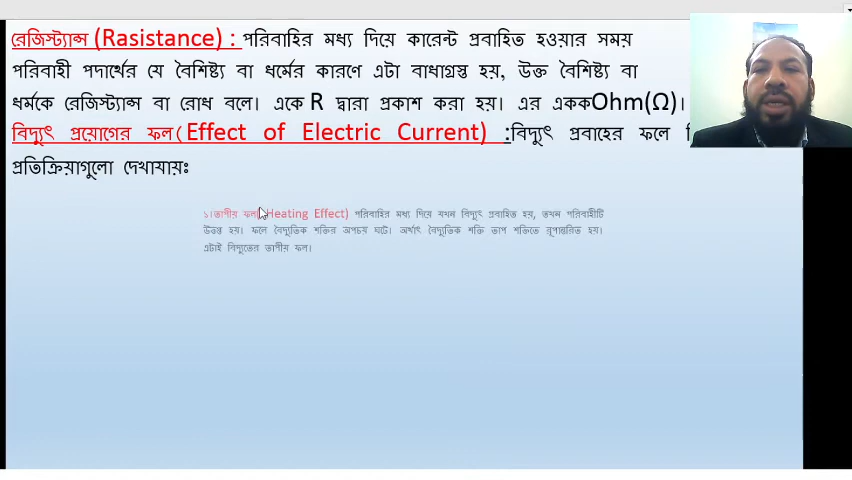 রেজিস্ট্যান্স (Rasistance) : পরিবাহির মধ্য দিয়ে কারেন্ট প্রবাহিত হওয়ার সময়
পরিবাহী পদার্থের যে বৈশিষ্ট্য বা ধর্মের কারণে এটা বাধাগ্রস্ত হয়, উক্ত বৈশিষ্ট্য বা
ধর্মকে রেজিস্ট্যান্স বা রোধ বলে। একে R দ্বারা প্রকাশ করা হয়। এর এককOhm(Ω)।
বিদ্যুৎ প্রয়োগের ফল(Effect of Electric Current) :বিদ্যুৎ প্রবাহের ফলে
প্রতিক্রিয়াগুলো দেখাযায়ঃ
১।তাপীয় ফল(Heating Effect) পরিবাহির মধ্য দিয়ে যখন বিদ্যুৎ প্রবাহিত হয়, তখন পরিবাহীটি
উত্তপ্ত হয়। ফলে বৈদ্যুতিক শক্তির অপচয় ঘটে। অর্থাৎ বৈদ্যুতিক শক্তি তাপ শক্তিতে রূপান্তরিত হয়।
এটাই বিদ্যুতের তাপীয় ফল।